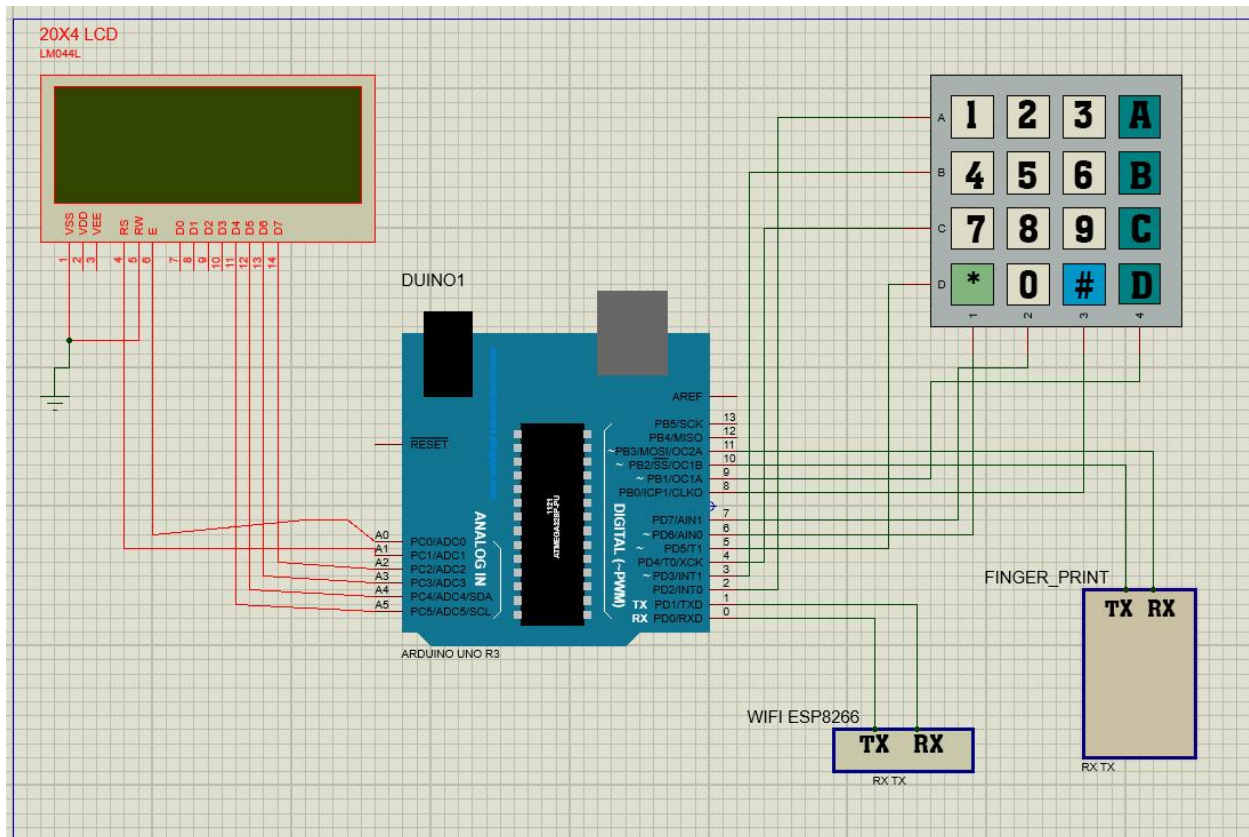 20X4 LCD
LM044L
VSS
VDD
VEE
RS
RW
E
D0
D1
D2
D3
D4
D5
D6
D7
1
2
3
4
5
6
7
8
9
10
11
12
13
14
DUINO1
RESET
AREF
PB5/SCK 13
PB4/MISO 12
~PB3/MOSI/OC2A 11
~ PB2/SS/OC1B 10
~ PB1/OC1A 9
PB0/ICP1/CLKO 8
PD7/AIN1 7
~PD6/AIN0 6
~ PD5/T1 5
PD4/T0/XCK 4
~PD3/INT1 3
PD2/INT0 2
TX PD1/TXD 1
RX PD0/RXD 0
A0 PC0/ADC0
A1 PC1/ADC1
A2 PC2/ADC2
A3 PC3/ADC3
A4 PC4/ADC4/SDA
A5 PC5/ADC5/SCL
ANALOG IN
1121
ATMEGA328P-PU
DIGITAL (~PWM)
ARDUINO UNO R3
A 1 2 3 A
B 4 5 6 B
C 7 8 9 C
D * 0 # D
1 2 3 4
FINGER_PRINT
TX RX
RX TX
WIFI ESP8266
TX RX
RX TX